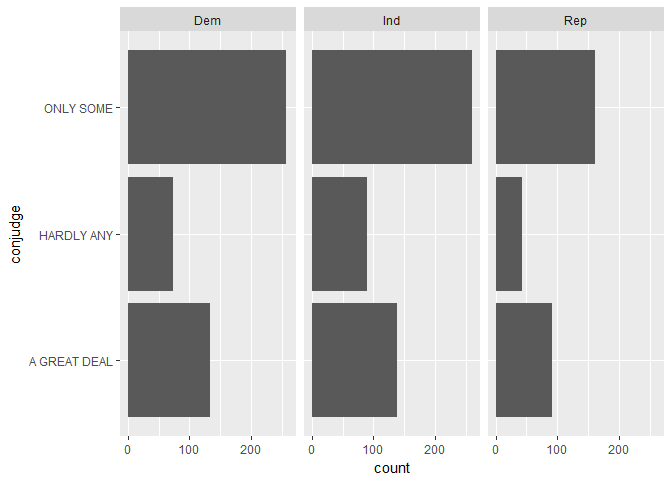 Dem Ind Rep
ONLY SOME
HARDLY ANY
A GREAT DEAL
conjudge
0 100 200 0 100 200 0 100 200
count